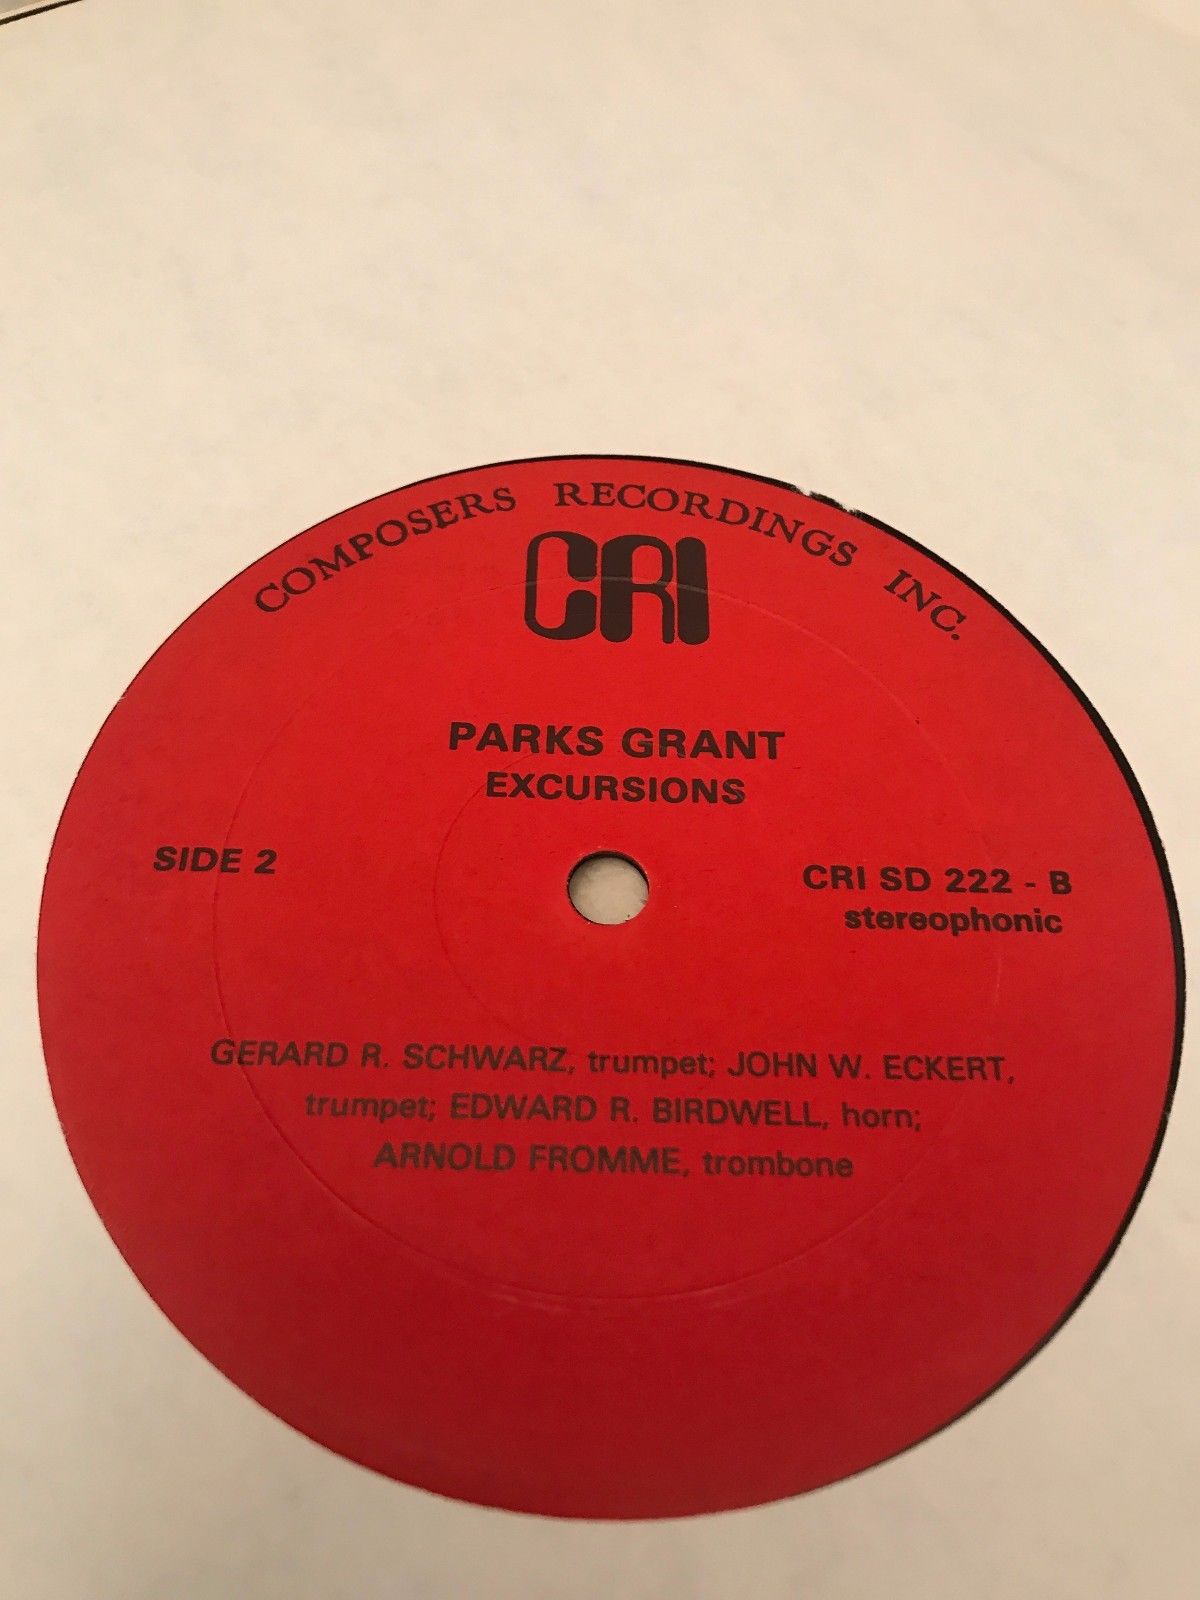 COMPOSERS RECORDINGS INC.
CRI
PARKS GRANT
EXCURSIONS
SIDE 2
CRI SD 222 - B
stereophonic
GERARD R. SCHWARZ, trumpet; JOHN W. ECKERT,
trumpet; EDWARD R. BIRDWELL, horn;
ARNOLD FROMME, trombone